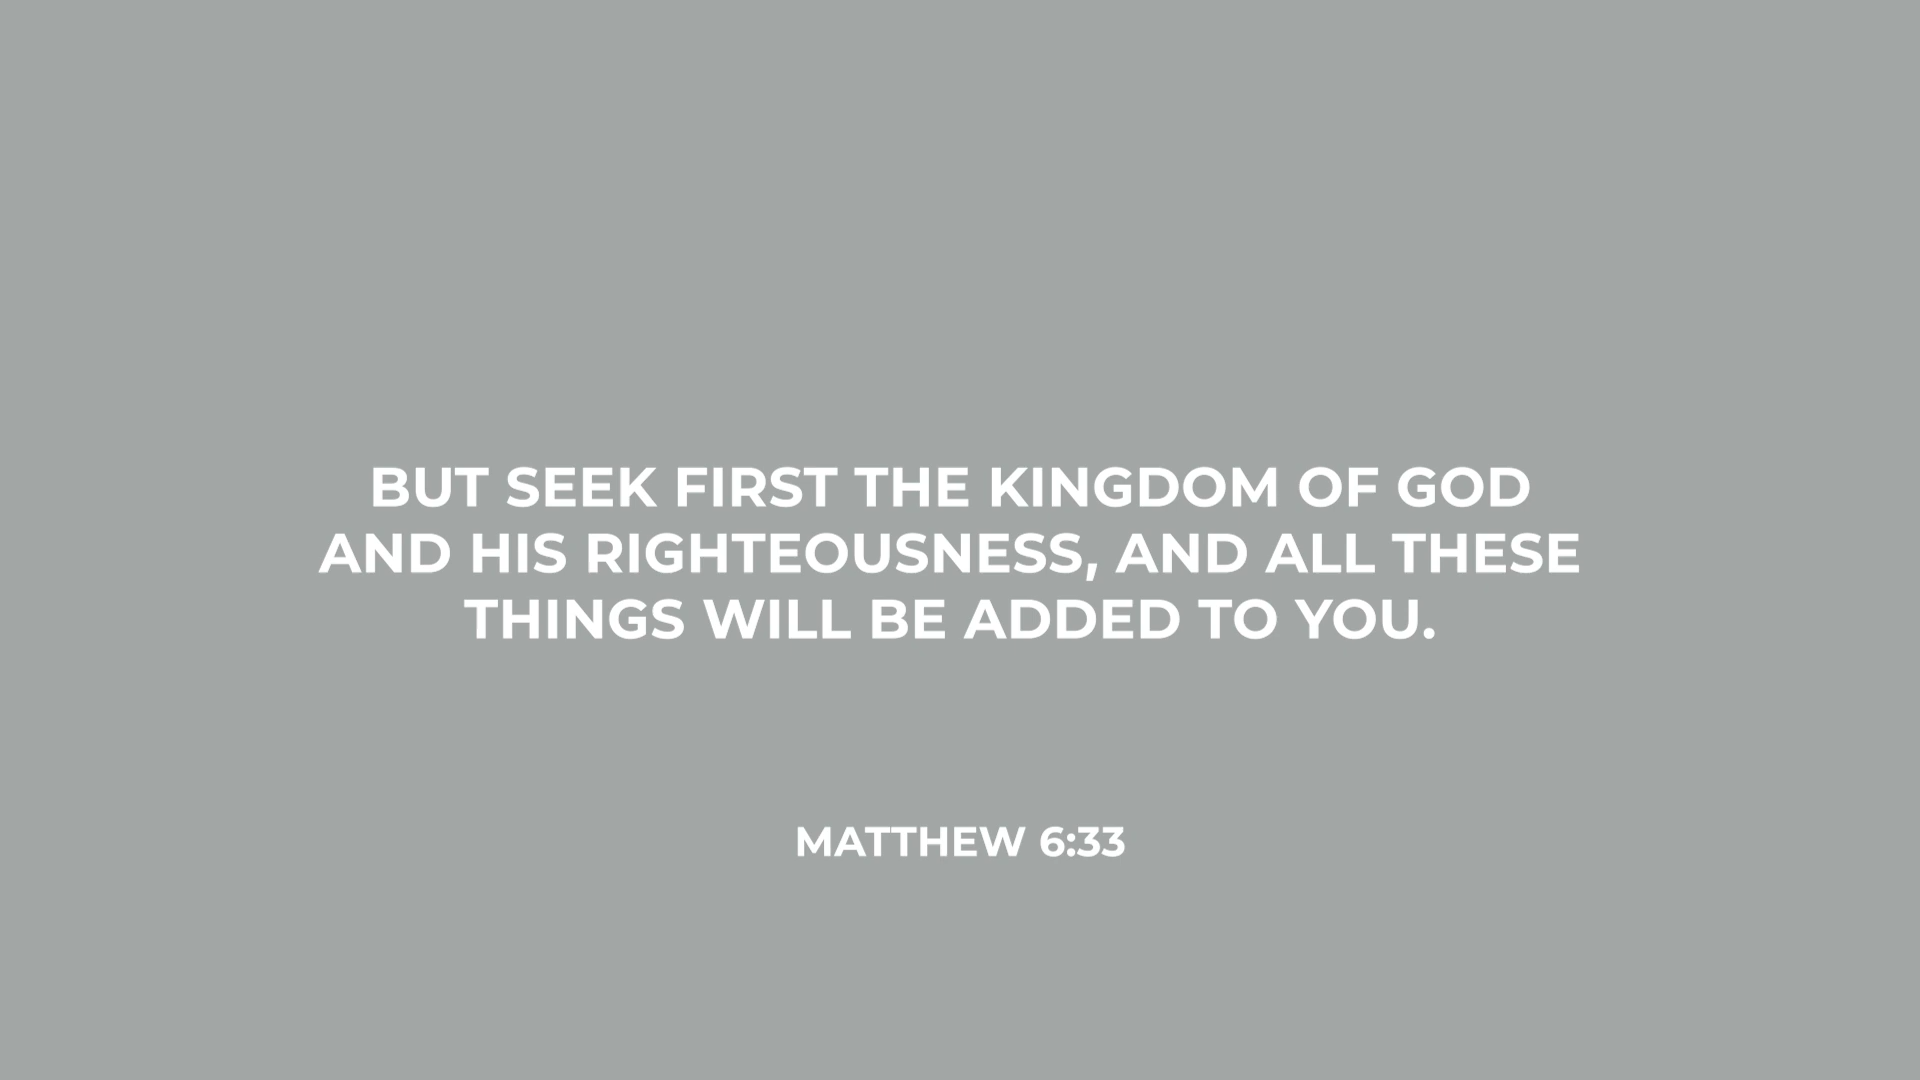 BUT SEEK FIRST THE KINGDOM OF GOD
AND HIS RIGHTEOUSNESS, AND ALL THESE
THINGS WILL BE ADDED TO YOU.
MATTHEW 6:33